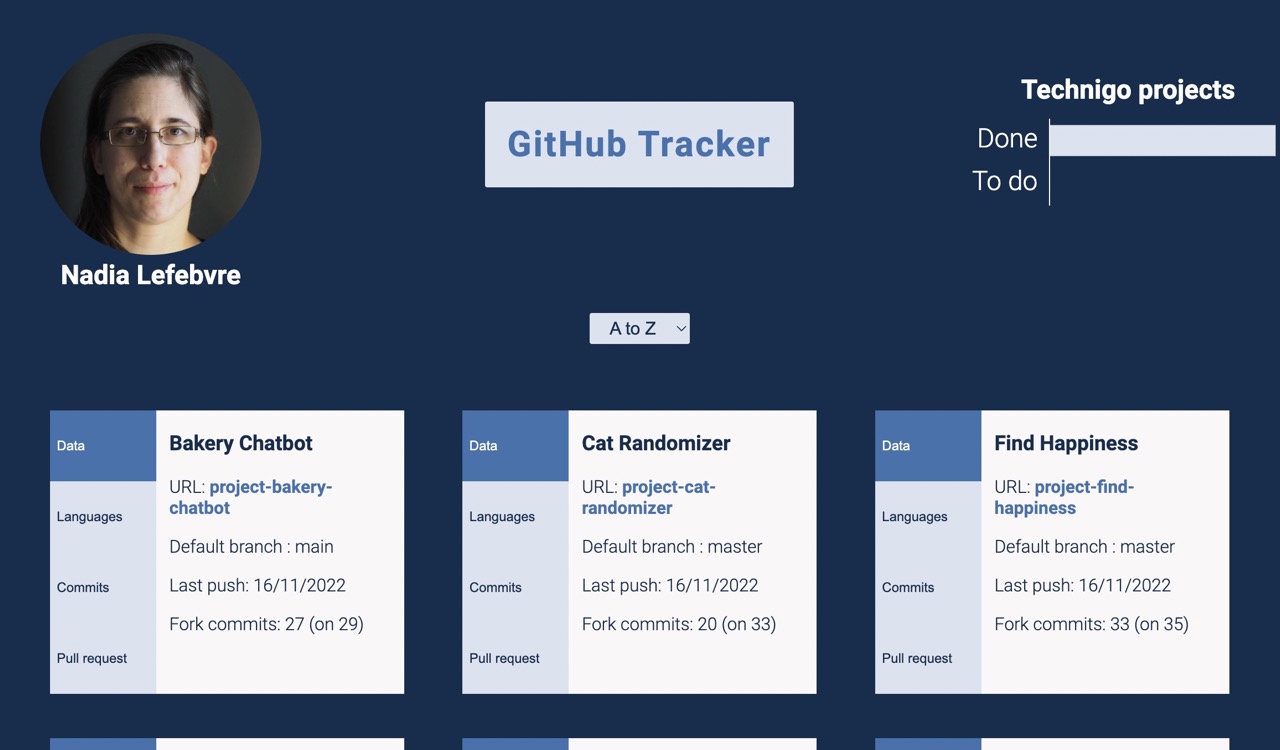 GitHub Tracker
Technigo projects
Done
To do
Nadia Lefebvre
A to Z
Data
Languages
Commits
Pull request
Bakery Chatbot
URL: project-bakery-
chatbot
Default branch : main
Last push: 16/11/2022
Fork commits: 27 (on 29)
Data
Languages
Commits
Pull request
Cat Randomizer
URL: project-cat-
randomizer
Default branch : master
Last push: 16/11/2022
Fork commits: 20 (on 33)
Data
Languages
Commits
Pull request
Find Happiness
URL: project-find-
happiness
Default branch : master
Last push: 16/11/2022
Fork commits: 33 (on 35)